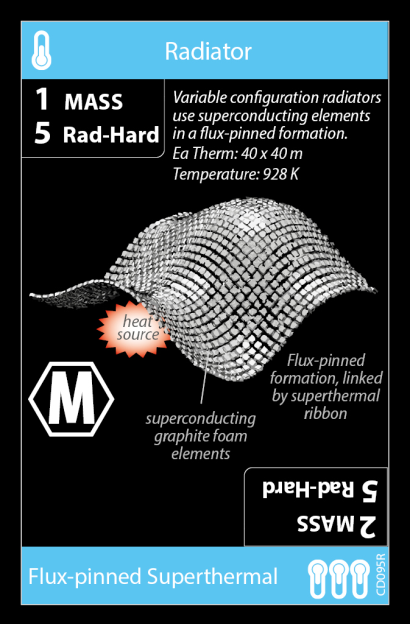 Radiator
1 MASS
5 Rad-Hard
Variable configuration radiators
use superconducting elements
in a flux-pinned formation.
Ea Therm: 40 x 40 m
Temperature: 928 K
heat
source
M
Flux-pinned
formation, linked
by superthermal
ribbon
superconducting
graphite foam
elements
2 MASS
5 Rad-Hard
Flux-pinned Superthermal
CD095R